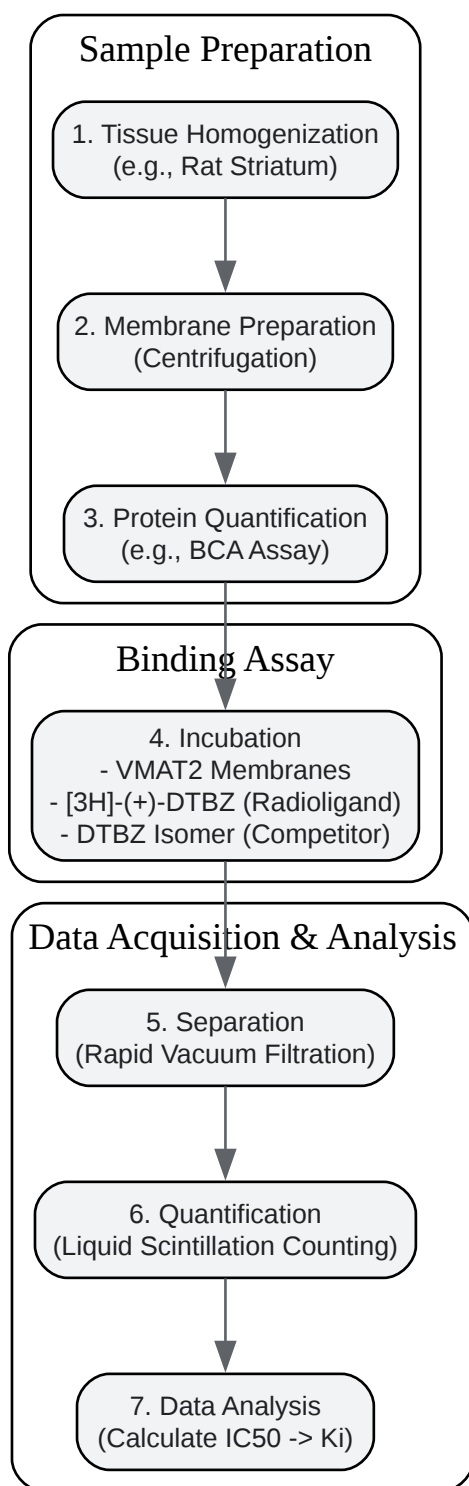 Sample Preparation
1. Tissue Homogenization
(e.g., Rat Striatum)
2. Membrane Preparation
(Centrifugation)
3. Protein Quantification
(e.g., BCA Assay)
Binding Assay
4. Incubation
- VMAT2 Membranes
- [3H]-(+)-DTBZ (Radioligand)
- DTBZ Isomer (Competitor)
Data Acquisition & Analysis
5. Separation
(Rapid Vacuum Filtration)
6. Quantification
(Liquid Scintillation Counting)
7. Data Analysis
(Calculate IC50 -> Ki)